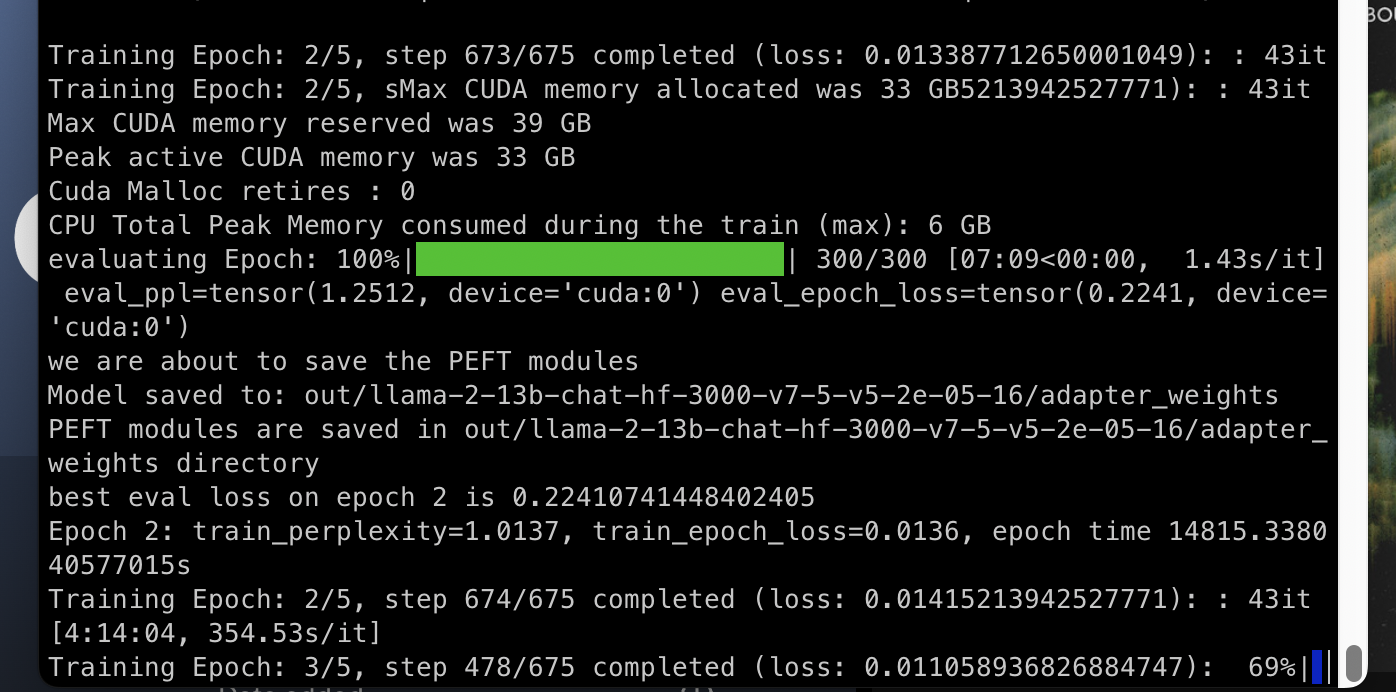 Training Epoch: 2/5, step 673/675 completed (loss: 0.013387712650001049): : 43it
Training Epoch: 2/5, sMax CUDA memory allocated was 33 GB5213942527771): : 43it
Max CUDA memory reserved was 39 GB
Peak active CUDA memory was 33 GB
Cuda Malloc retires : 0
CPU Total Peak Memory consumed during the train (max): 6 GB
evaluating Epoch: 100%| | 300/300 [07:09<00:00,  1.43s/it]
 eval_ppl=tensor(1.2512, device='cuda:0') eval_epoch_loss=tensor(0.2241, device=
'cuda:0')
we are about to save the PEFT modules
Model saved to: out/llama-2-13b-chat-hf-3000-v7-5-v5-2e-05-16/adapter_weights
PEFT modules are saved in out/llama-2-13b-chat-hf-3000-v7-5-v5-2e-05-16/adapter_
weights directory
best eval loss on epoch 2 is 0.22410741448402405
Epoch 2: train_perplexity=1.0137, train_epoch_loss=0.0136, epoch time 14815.3380
40577015s
Training Epoch: 2/5, step 674/675 completed (loss: 0.01415213942527771): : 43it
[4:14:04, 354.53s/it]
Training Epoch: 3/5, step 478/675 completed (loss: 0.011058936826884747):  69%|